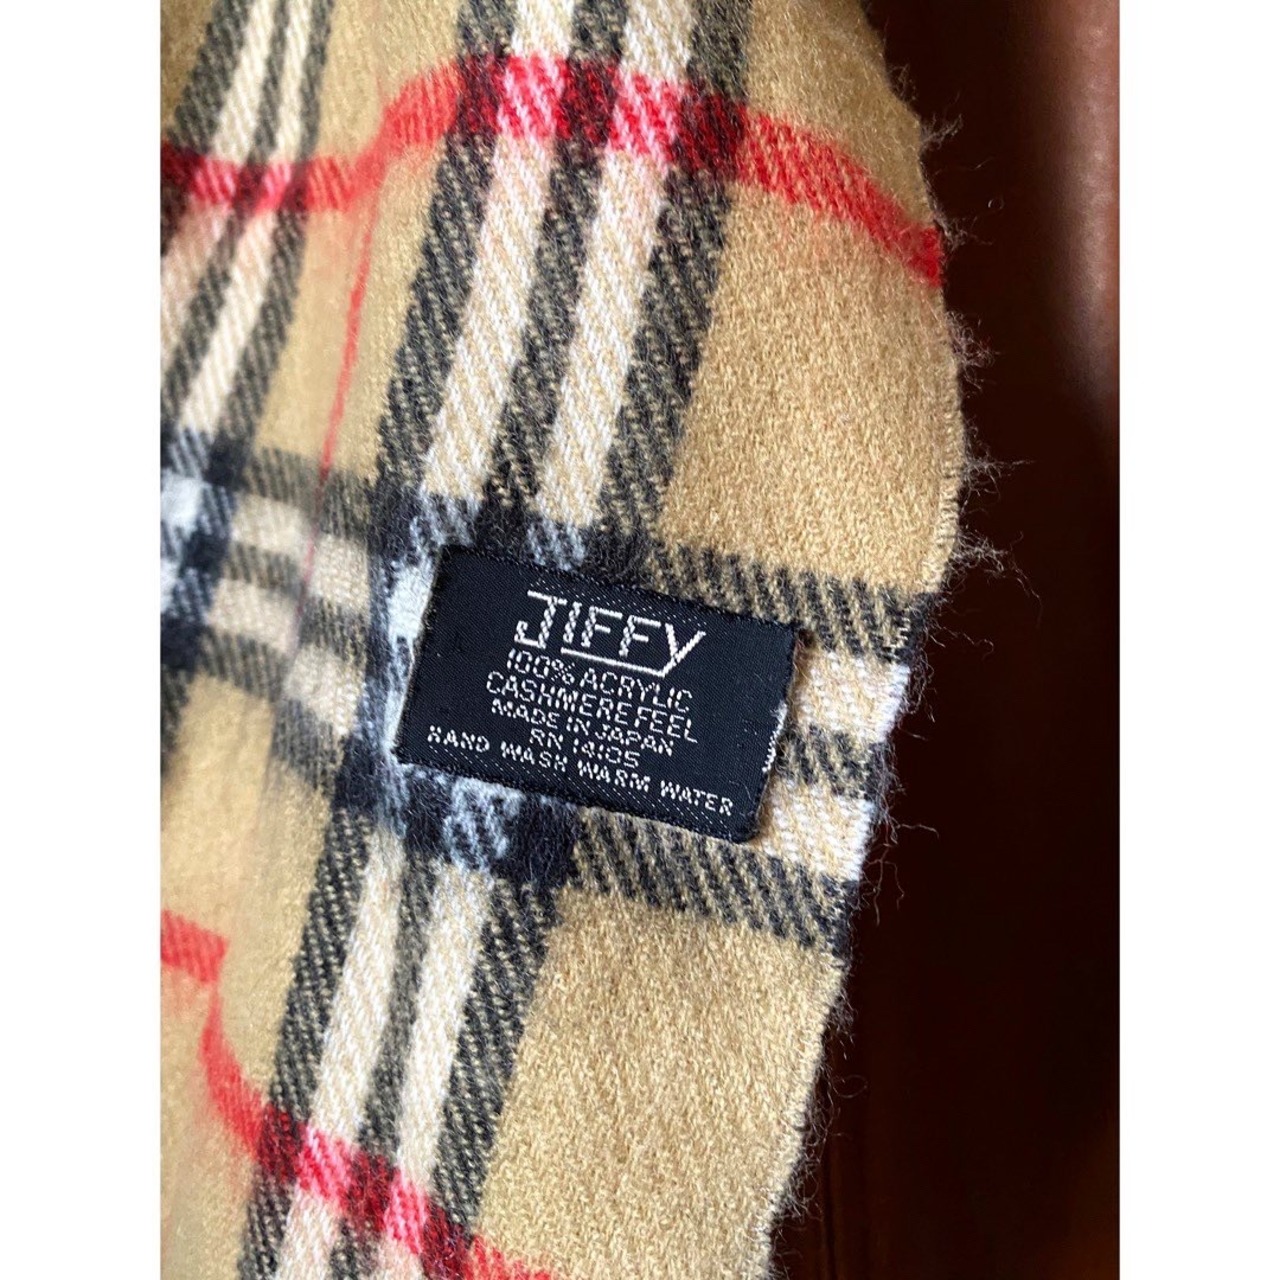 JIFFY
100% ACRYLIC
CASHMERE FEEL
MADE IN JAPAN
RN 14105
HAND WASH WARM WATER